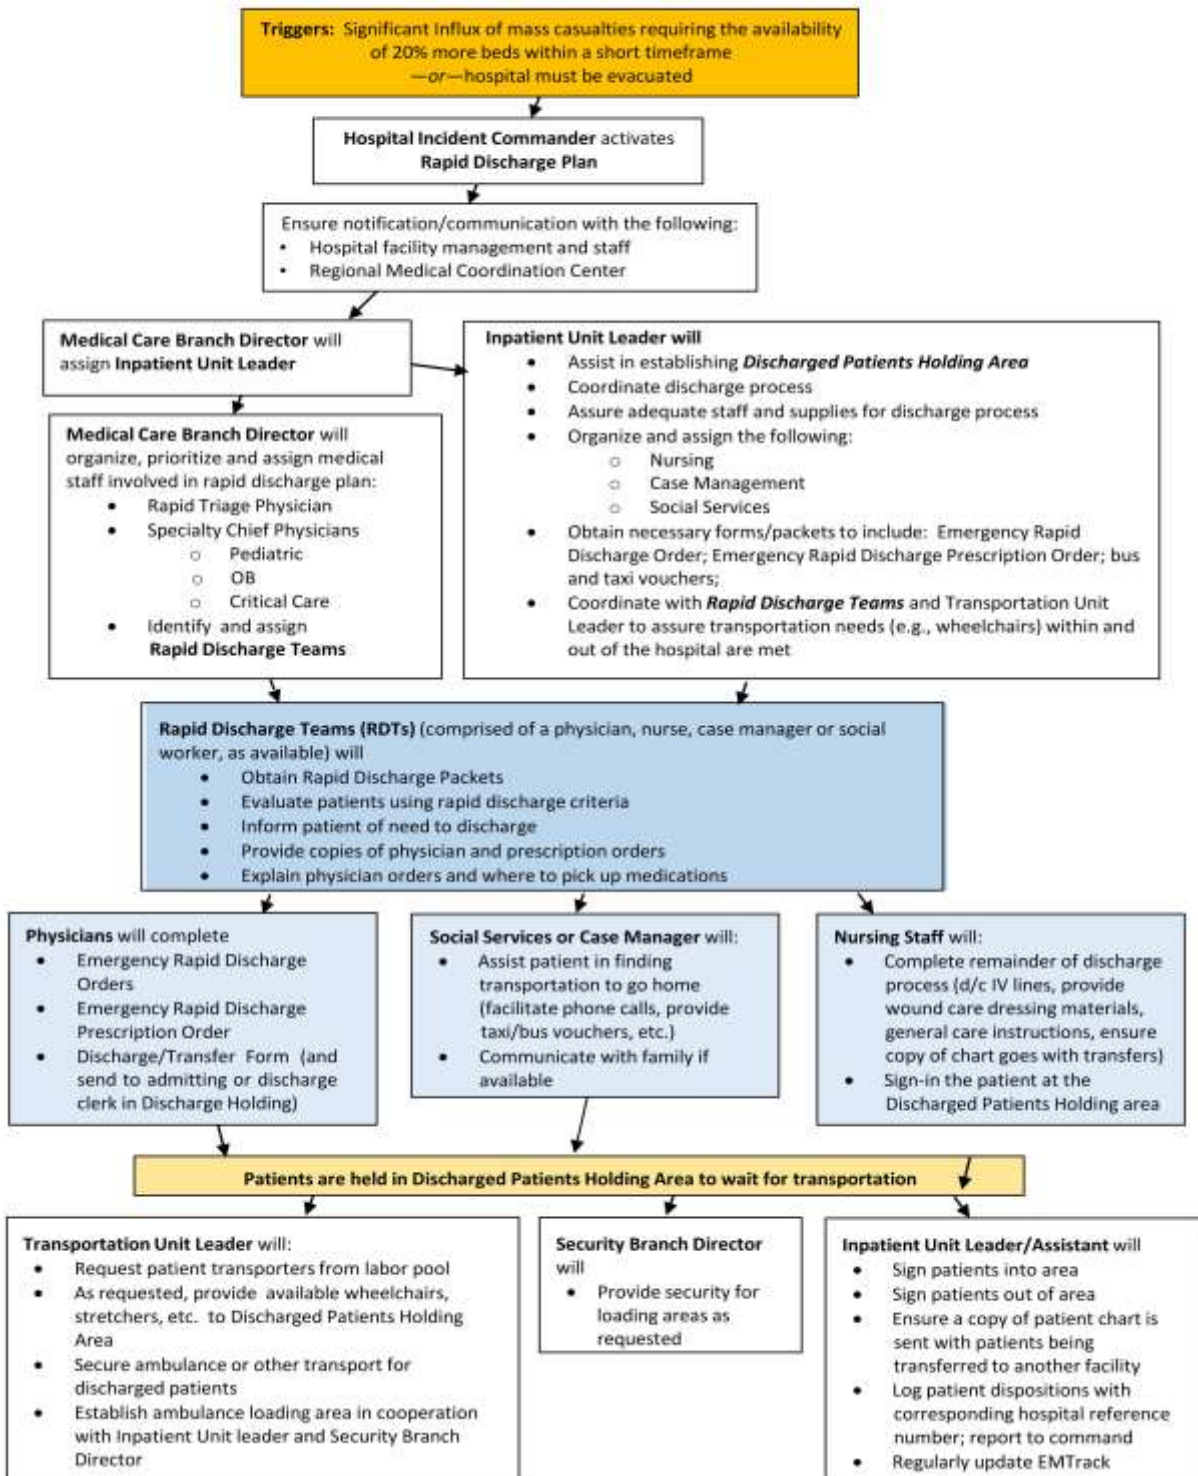 Triggers: Significant Influx of mass casualties requiring the availability
of 20% more beds within a short timeframe
—or—hospital must be evacuated
Hospital Incident Commander activates
Rapid Discharge Plan
Ensure notification/communication with the following:
• Hospital facility management and staff
• Regional Medical Coordination Center
Medical Care Branch Director will
assign Inpatient Unit Leader
Inpatient Unit Leader will
• Assist in establishing Discharged Patients Holding Area
• Coordinate discharge process
• Assure adequate staff and supplies for discharge process
• Organize and assign the following:
o Nursing
o Case Management
o Social Services
• Obtain necessary forms/packets to include: Emergency Rapid
Discharge Order; Emergency Rapid Discharge Prescription Order; bus
and taxi vouchers;
• Coordinate with Rapid Discharge Teams and Transportation Unit
Leader to assure transportation needs (e.g., wheelchairs) within and
out of the hospital are met
Medical Care Branch Director will
organize, prioritize and assign medical
staff involved in rapid discharge plan:
• Rapid Triage Physician
• Specialty Chief Physicians
o Pediatric
o OB
o Critical Care
• Identify and assign
Rapid Discharge Teams
Rapid Discharge Teams (RDTs) (comprised of a physician, nurse, case manager or social
worker, as available) will
• Obtain Rapid Discharge Packets
• Evaluate patients using rapid discharge criteria
• Inform patient of need to discharge
• Provide copies of physician and prescription orders
• Explain physician orders and where to pick up medications
Physicians will complete
• Emergency Rapid Discharge
Orders
• Emergency Rapid Discharge
Prescription Order
• Discharge/Transfer Form (and
send to admitting or discharge
clerk in Discharge Holding)
Social Services or Case Manager will:
• Assist patient in finding
transportation to go home
(facilitate phone calls, provide
taxi/bus vouchers, etc.)
• Communicate with family if
available
Nursing Staff will:
• Complete remainder of discharge
process (d/c IV lines, provide
wound care dressing materials,
general care instructions, ensure
copy of chart goes with transfers)
• Sign-in the patient at the
Discharged Patients Holding area
Patients are held in Discharged Patients Holding Area to wait for transportation
Transportation Unit Leader will:
• Request patient transporters from labor pool
• As requested, provide available wheelchairs,
stretchers, etc. to Discharged Patients Holding
Area
• Secure ambulance or other transport for
discharged patients
• Establish ambulance loading area in cooperation
with Inpatient Unit leader and Security Branch
Director
Security Branch Director
will
• Provide security for
loading areas as
requested
Inpatient Unit Leader/Assistant will
• Sign patients into area
• Sign patients out of area
• Ensure a copy of patient chart is
sent with patients being
transferred to another facility
• Log patient dispositions with
corresponding hospital reference
number; report to command
• Regularly update EMTrack